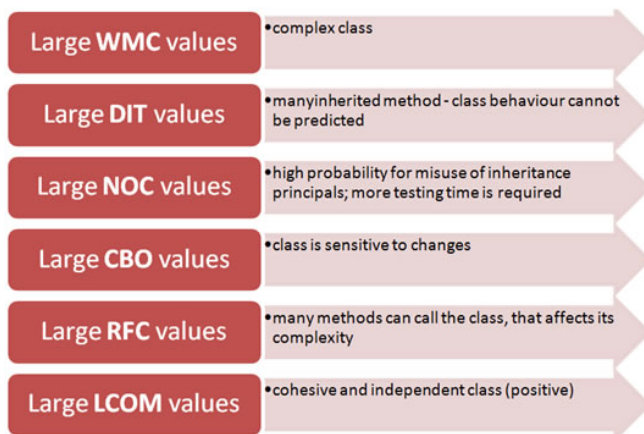 Large WMC values
•complex class
Large DIT values
•manyinherited method - class behaviour cannot
be predicted
Large NOC values
•high probability for misuse of inheritance
principals; more testing time is required
Large CBO values
•class is sensitive to changes
Large RFC values
•many methods can call the class, that affects its
complexity
Large LCOM values
•cohesive and independent class (positive)